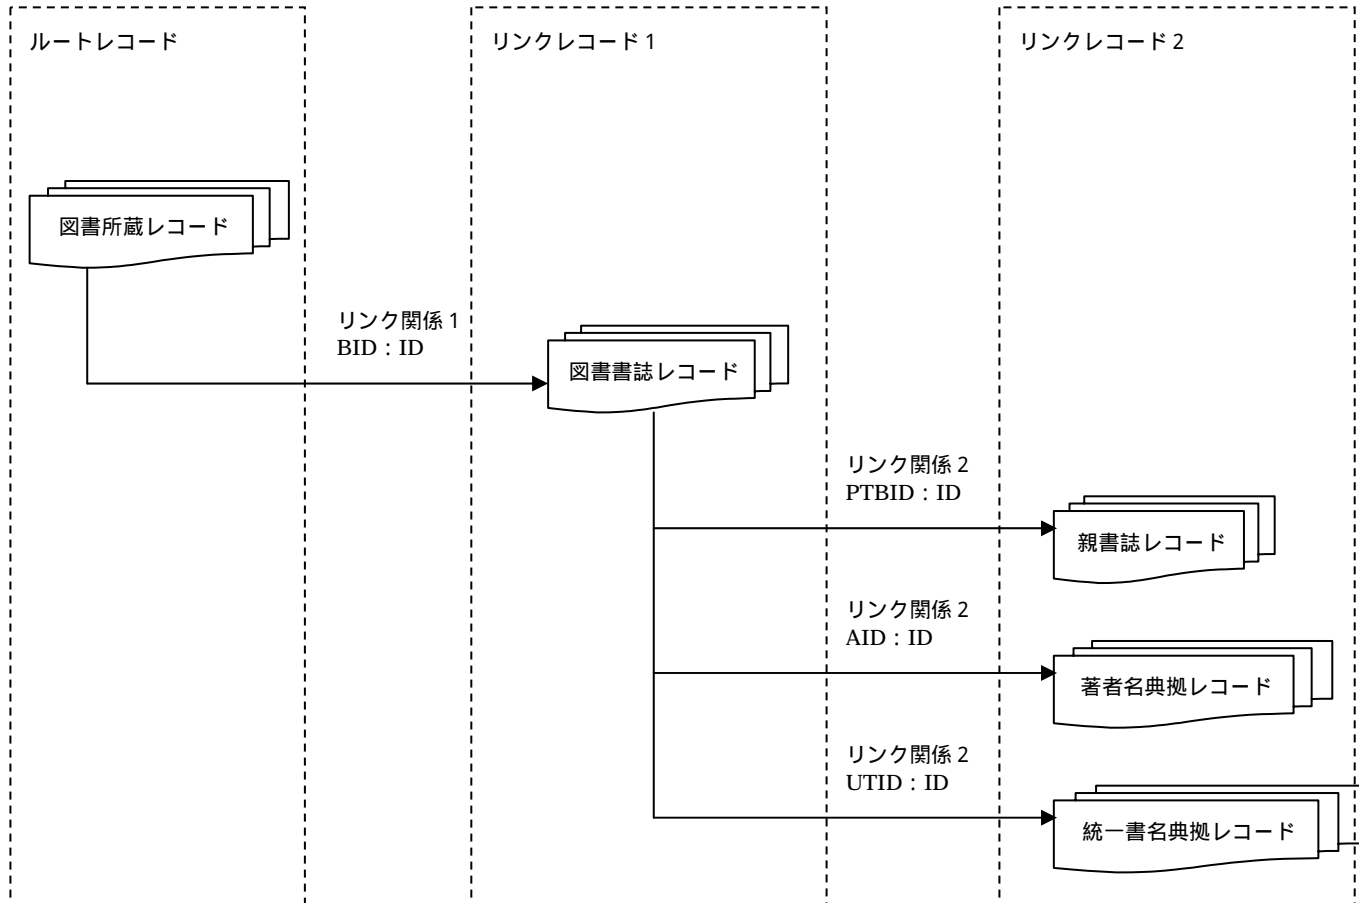 ルートレコード
リンクレコード1
リンクレコード2
図書所蔵レコード
リンク関係1
BID：ID
図書書誌レコード
リンク関係2
PTBID：ID
親書誌レコード
リンク関係2
AID：ID
著者名典拠レコード
リンク関係2
UTID：ID
統一書名典拠レコード